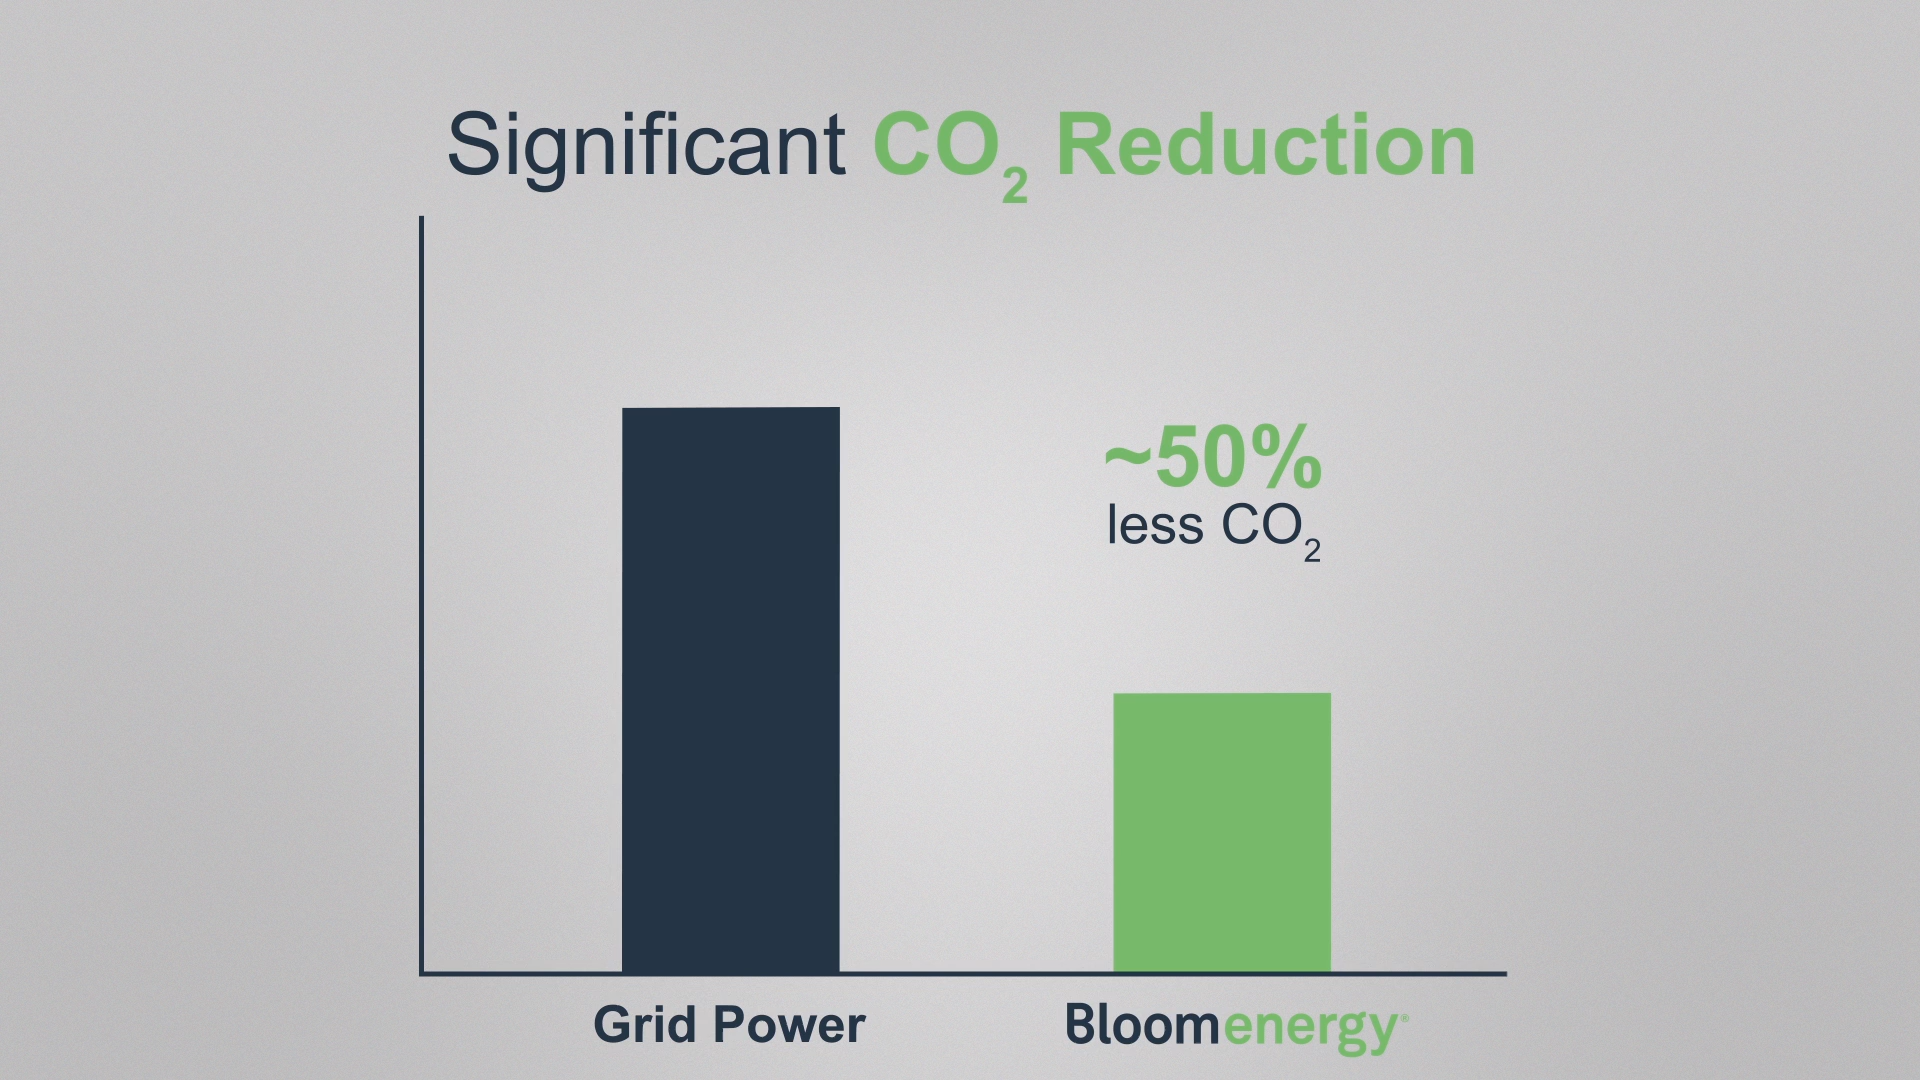 Significant CO₂ Reduction
~50%
less CO₂
Grid Power
Bloomenergy®